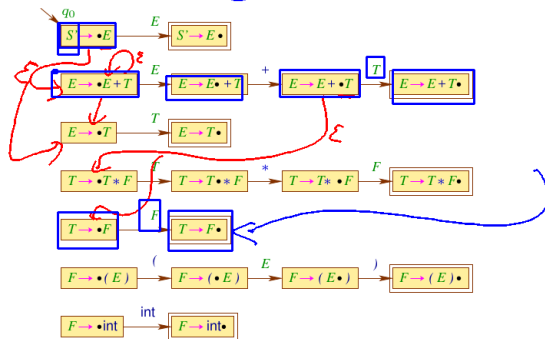 q0 E
S' → •E S' → E•
ε ε
E + T
E → •E+T E → E•+T E → E+•T E → E+T•
T ε
E → •T E → T•
T * F
T → •T*F T → T•*F T → T*•F T → T*F•
F
T → •F T → F•
( E )
F → •(E) F → (•E) F → (E•) F → (E)•
int
F → •int F → int•